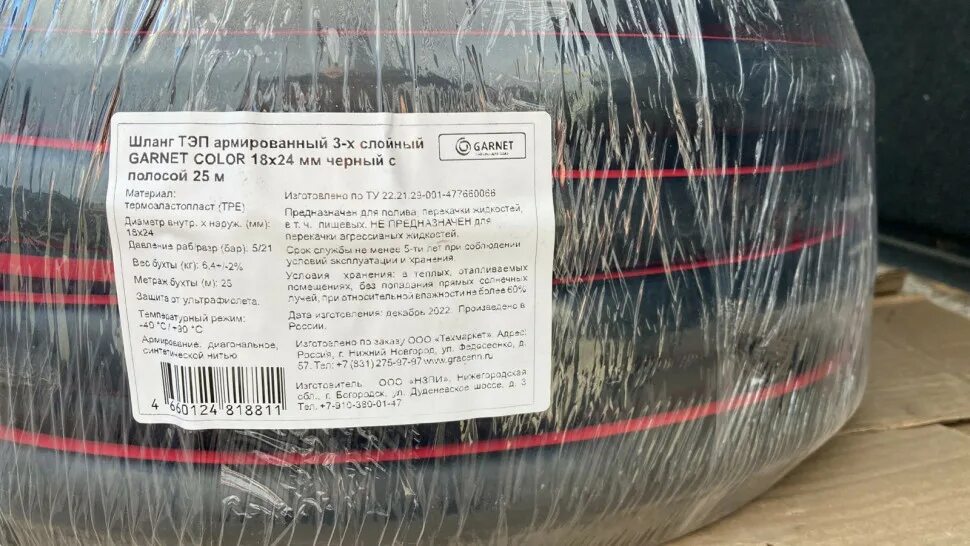 Шланг ТЭП армированный 3-х слойный
GARNET COLOR 18x24 мм черный с
полосой 25 м
GARNET
Материал:
термоэластопласт (TPE)
Диаметр внутр. х наруж. (мм):
18x24
Давление раб/разр (бар): 5/21
Вес бухты (кг): 6,4+/-2%
Метраж бухты (м): 25
Защита от ультрафиолета.
Температурный режим:
-40 °C/+90 °C
Армирование: диагональное,
синтетической нитью
4 660124 818811
Изготовлено по ТУ 22.21.29-001-477660066
Предназначен для полива, перекачки жидкостей,
в т. ч. пищевых. НЕ ПРЕДНАЗНАЧЕН для
перекачки агрессивных жидкостей.
Срок службы не менее 5-ти лет при соблюдении
условий эксплуатации и хранения.
Условия хранения: в теплых, отапливаемых
помещениях, без попадания прямых солнечных
лучей, при относительной влажности не более 60%
Дата изготовления: декабрь 2022. Произведено в
России.
Изготовлено по заказу ООО «Техмаркет». Адрес:
Россия, г. Нижний Новгород, ул. Федосеенко, д.
57. Тел: +7 (831) 275-97-97 www.gracenn.ru
Изготовитель: ООО «НЗПИ», Нижегородская
обл., г. Богородск, ул. Дуденевское шоссе, д. 3
Тел. +7-910-380-01-47